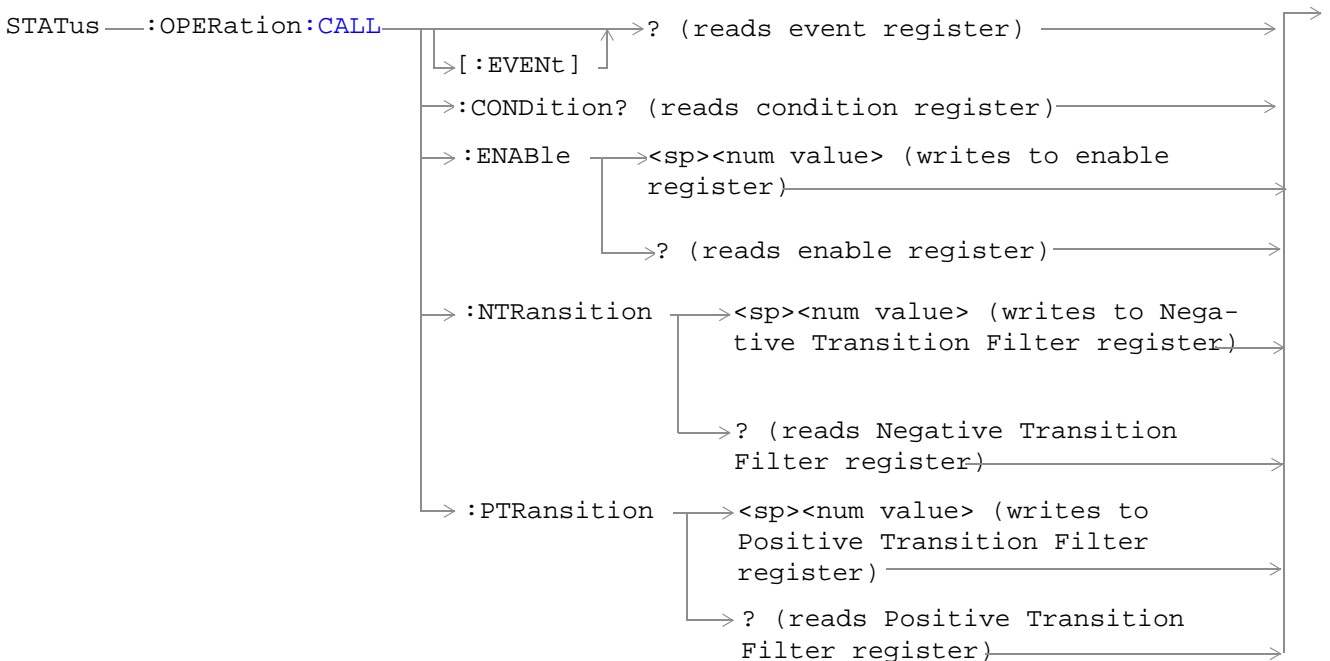 STATus :OPERation:CALL ? (reads event register)
[:EVENt]
:CONDition? (reads condition register)
:ENABle <sp><num value> (writes to enable
register)
? (reads enable register)
:NTRansition <sp><num value> (writes to Nega-
tive Transition Filter register)
? (reads Negative Transition
Filter register)
:PTRansition <sp><num value> (writes to
Positive Transition Filter
register)
? (reads Positive Transition
Filter register)